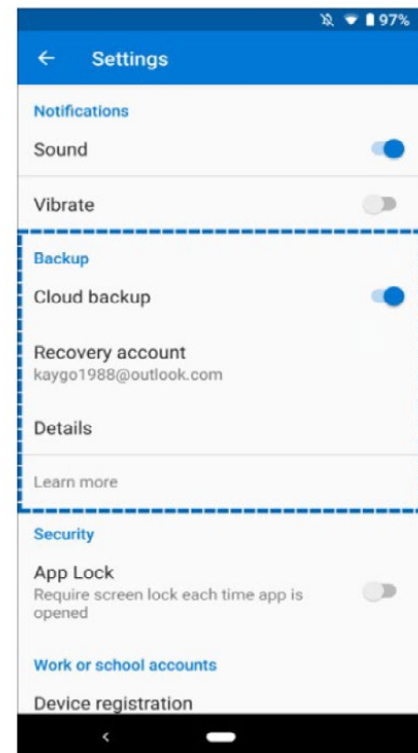 97%
Settings
Notifications
Sound
Vibrate
Backup
Cloud backup
Recovery account
kaygo1988@outlook.com
Details
Learn more
Security
App Lock
Require screen lock each time app is
opened
Work or school accounts
Device registration